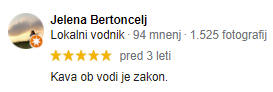 Jelena Bertoncelj
Lokalni vodnik · 94 mnenj · 1.525 fotografij
pred 3 leti
Kava ob vodi je zakon.